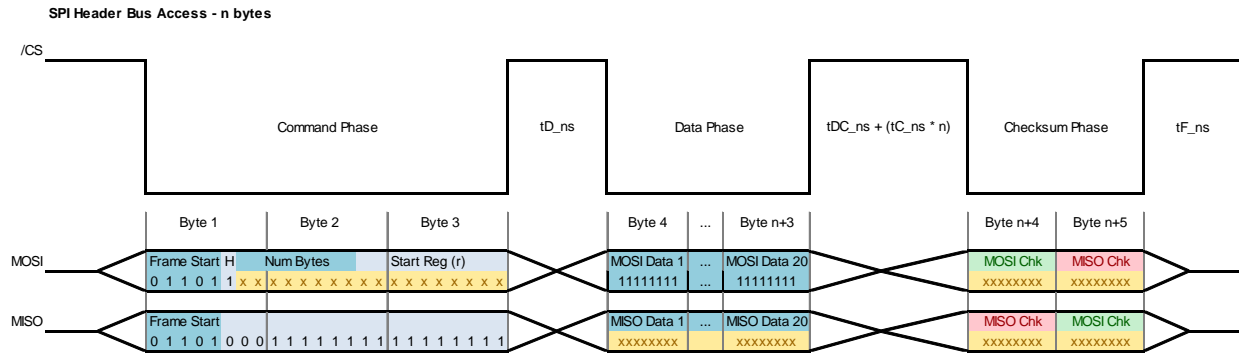 SPI Header Bus Access - n bytes
/CS
Command Phase tD_ns Data Phase tDC_ns + (tC_ns * n) Checksum Phase tF_ns
Byte 1 Byte 2 Byte 3 Byte 4 ... Byte n+3 Byte n+4 Byte n+5
MOSI Frame Start H Num Bytes Start Reg (r) MOSI Data 1 ... MOSI Data 20 MOSI Chk MISO Chk
0 1 1 0 1 1 x x x x x x x x x x x x x x x x x x 11111111 ... 11111111 xxxxxxxx xxxxxxxx
MISO Frame Start MISO Data 1 ... MISO Data 20 MISO Chk MOSI Chk
0 1 1 0 1 0 0 0 1 1 1 1 1 1 1 1 1 1 1 1 1 1 1 1 xxxxxxxx xxxxxxxx xxxxxxxx xxxxxxxx